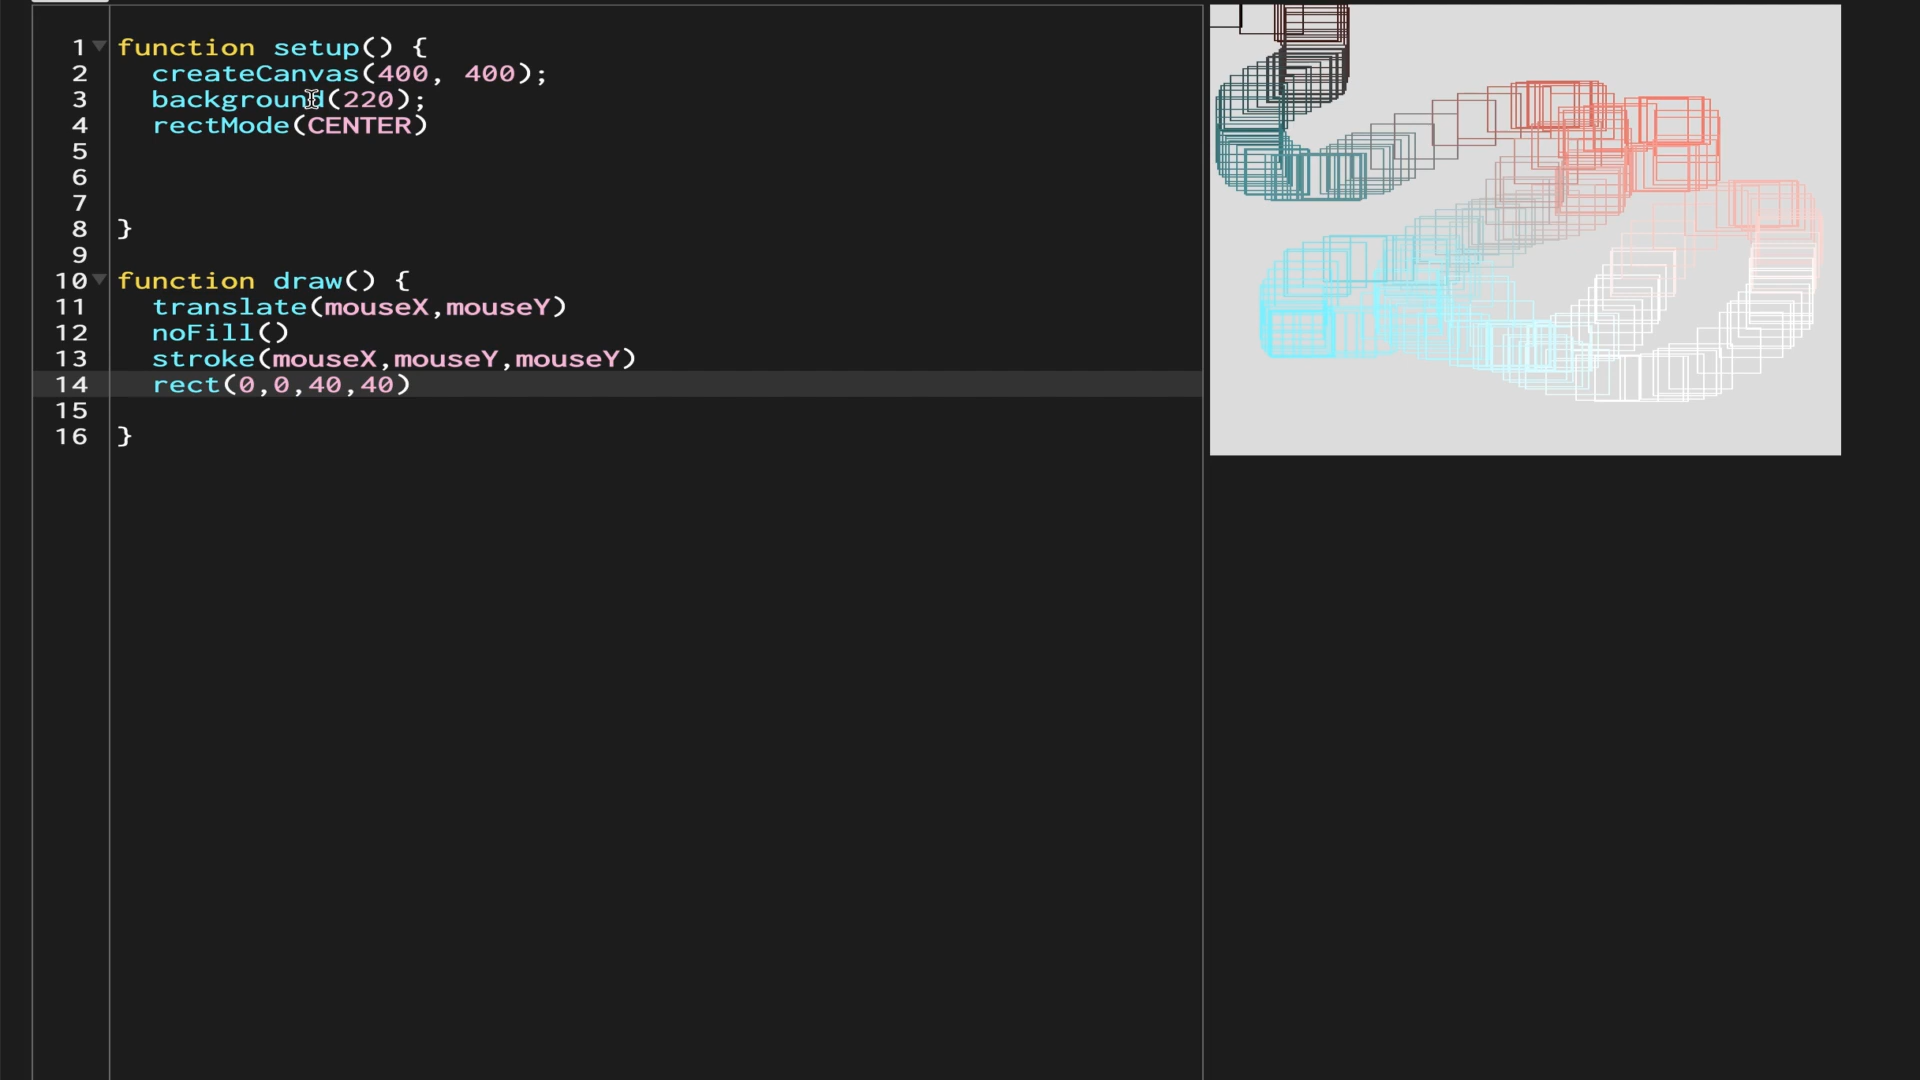 1 function setup() {
2 createCanvas(400, 400);
3 background(220);
4 rectMode(CENTER)
5
6
7
8 }
9
10 function draw() {
11 translate(mouseX,mouseY)
12 noFill()
13 stroke(mouseX,mouseY,mouseY)
14 rect(0,0,40,40)
15
16 }